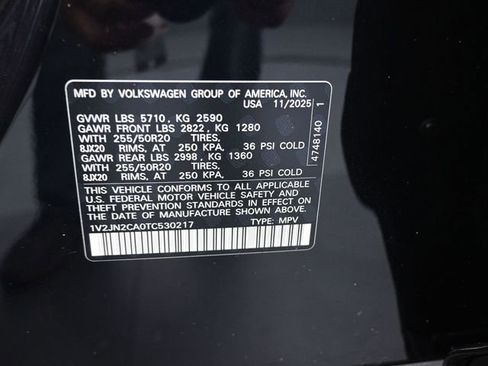 MFD. BY VOLKSWAGEN GROUP OF AMERICA, INC.
USA 11/2025
GVWR LBS 5710, KG 2590
GAWR FRONT LBS 2822, KG 1280
WITH 255/50R20 TIRES,
8JX20 RIMS, AT 250 KPA, 36 PSI COLD
GAWR REAR LBS 2998, KG 1360
WITH 255/50R20 TIRES,
8JX20 RIMS, AT 250 KPA, 36 PSI COLD
THIS VEHICLE CONFORMS TO ALL APPLICABLE
U.S. FEDERAL MOTOR VEHICLE SAFETY AND
THEFT PREVENTION STANDARDS IN EFFECT ON
THE DATE OF MANUFACTURE SHOWN ABOVE.
1V2JN2CA0TC530217 TYPE: MPV
4748140 1